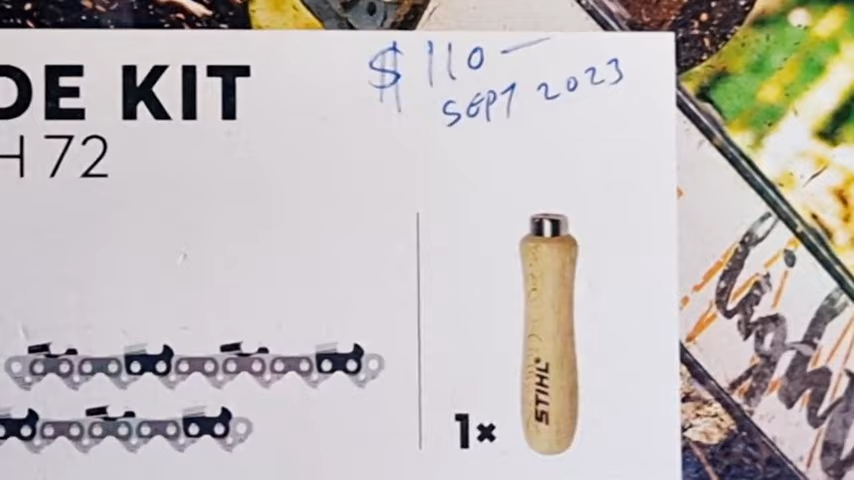 $110 —
SEPT 2023
DE KIT
H 72
STIHL
1×